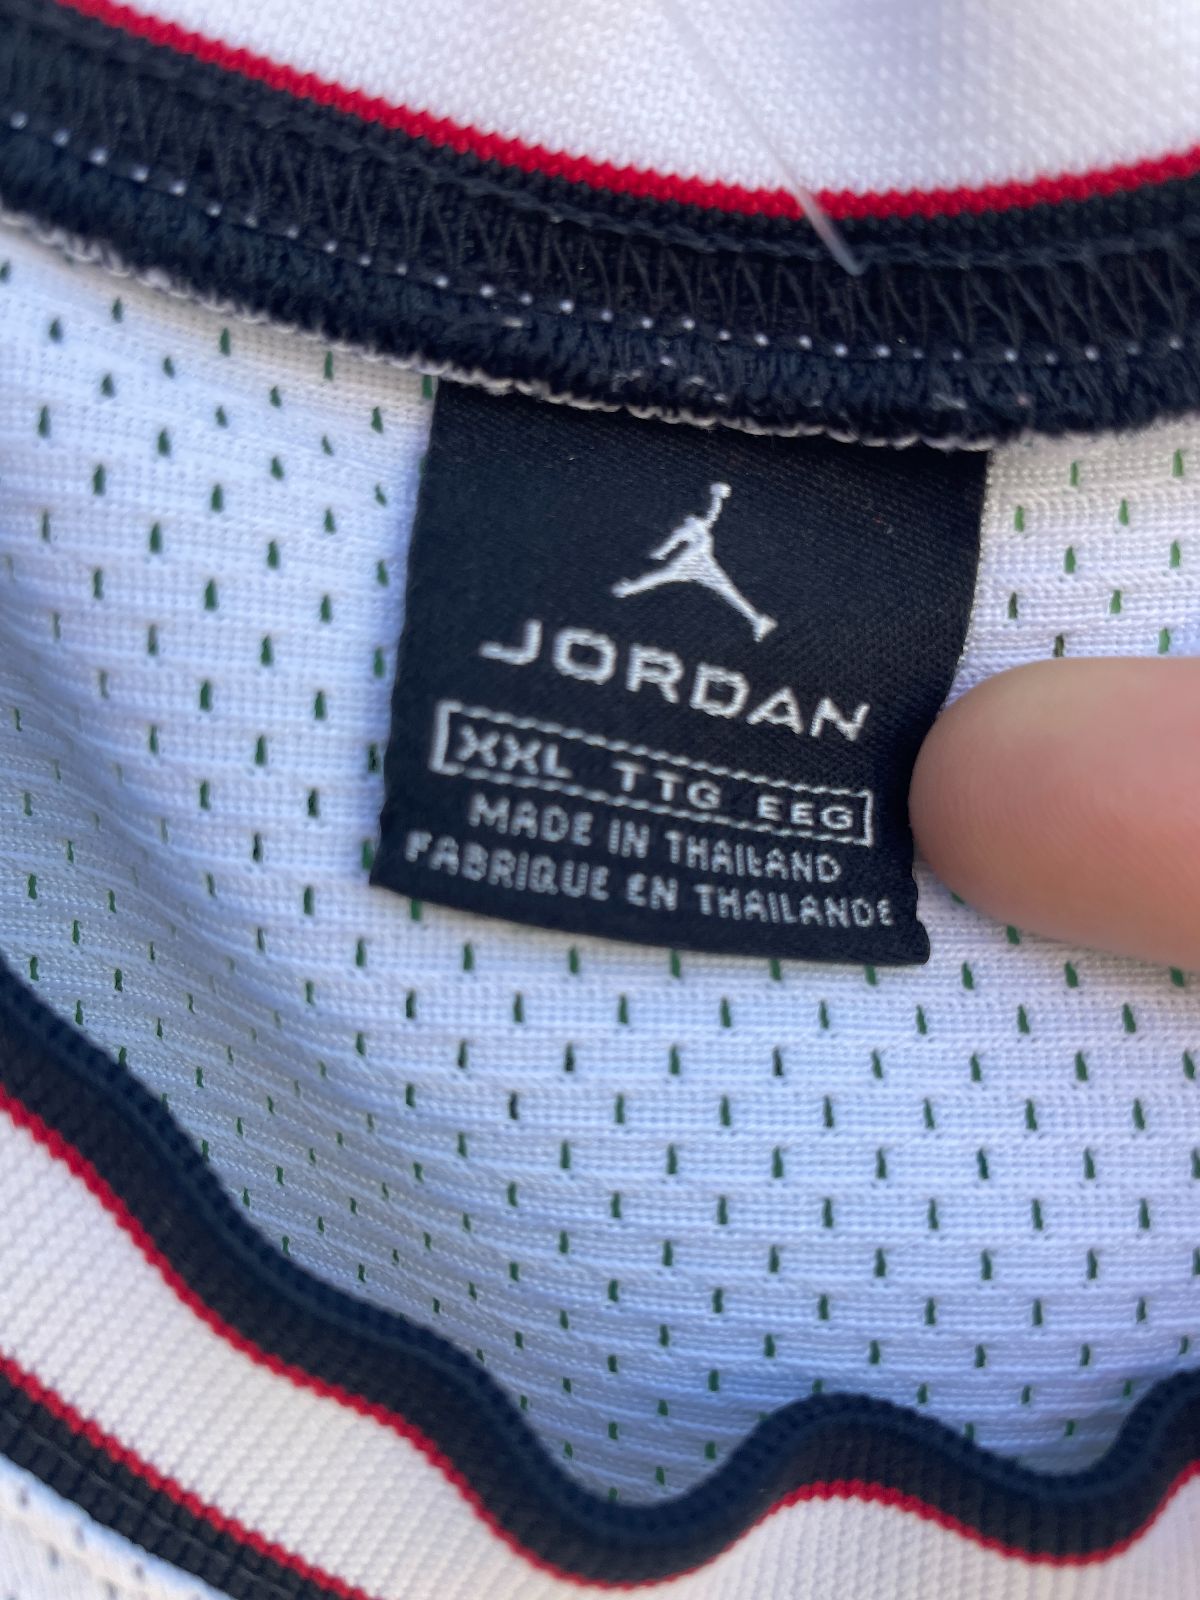 JORDAN
XXL TTG EEG
MADE IN THAILAND
FABRIQUE EN THAILANDE